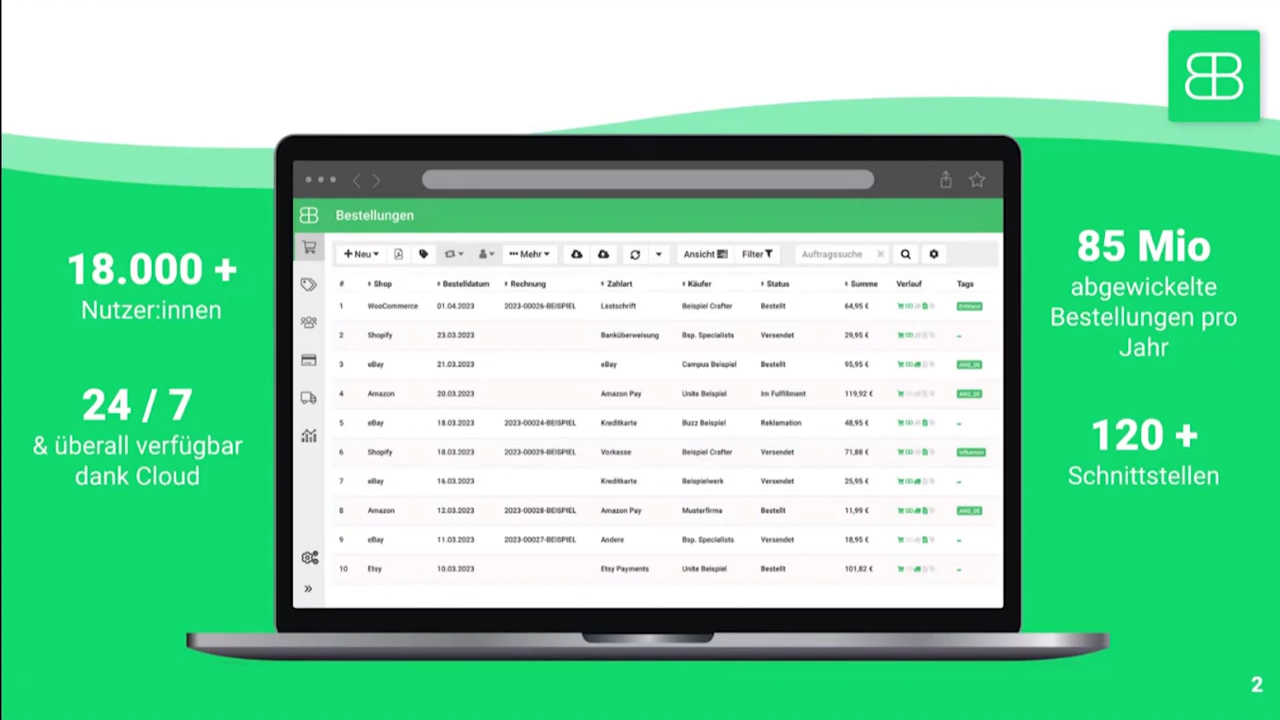 18.000 +
Nutzer:innen
24 / 7
& überall verfügbar
dank Cloud
Bestellungen
Neu Mehr Ansicht Filter Auftragssuche
# Shop Bestelldatum Rechnung Zahlart Käufer Status Summe Verlauf Tags
1 WooCommerce 01.04.2023 2023-00026-BEISPIEL Lastschrift Beispiel Crafter Bestellt 64,95 €
2 Shopify 23.03.2023 Banküberweisung Bsp. Specialists Versendet 29,95 € –
3 eBay 21.03.2023 eBay Campus Beispiel Bestellt 95,95 € AMZ_DE
4 Amazon 20.03.2023 Amazon Pay Unite Beispiel Im Fulfillment 119,92 € AMZ_DE
5 eBay 18.03.2023 2023-00024-BEISPIEL Kreditkarte Buzz Beispiel Reklamation 48,95 € –
6 Shopify 18.03.2023 2023-00029-BEISPIEL Vorkasse Beispiel Crafter Versendet 71,88 €
7 eBay 16.03.2023 Kreditkarte Beispielwerk Versendet 25,95 € –
8 Amazon 12.03.2023 2023-00028-BEISPIEL Amazon Pay Musterfirma Bestellt 11,99 € AMZ_DE
9 eBay 11.03.2023 2023-00027-BEISPIEL Andere Bsp. Specialists Versendet 18,95 € –
10 Etsy 10.03.2023 Etsy Payments Unite Beispiel Bestellt 101,82 € –
85 Mio
abgewickelte
Bestellungen pro
Jahr
120 +
Schnittstellen
2